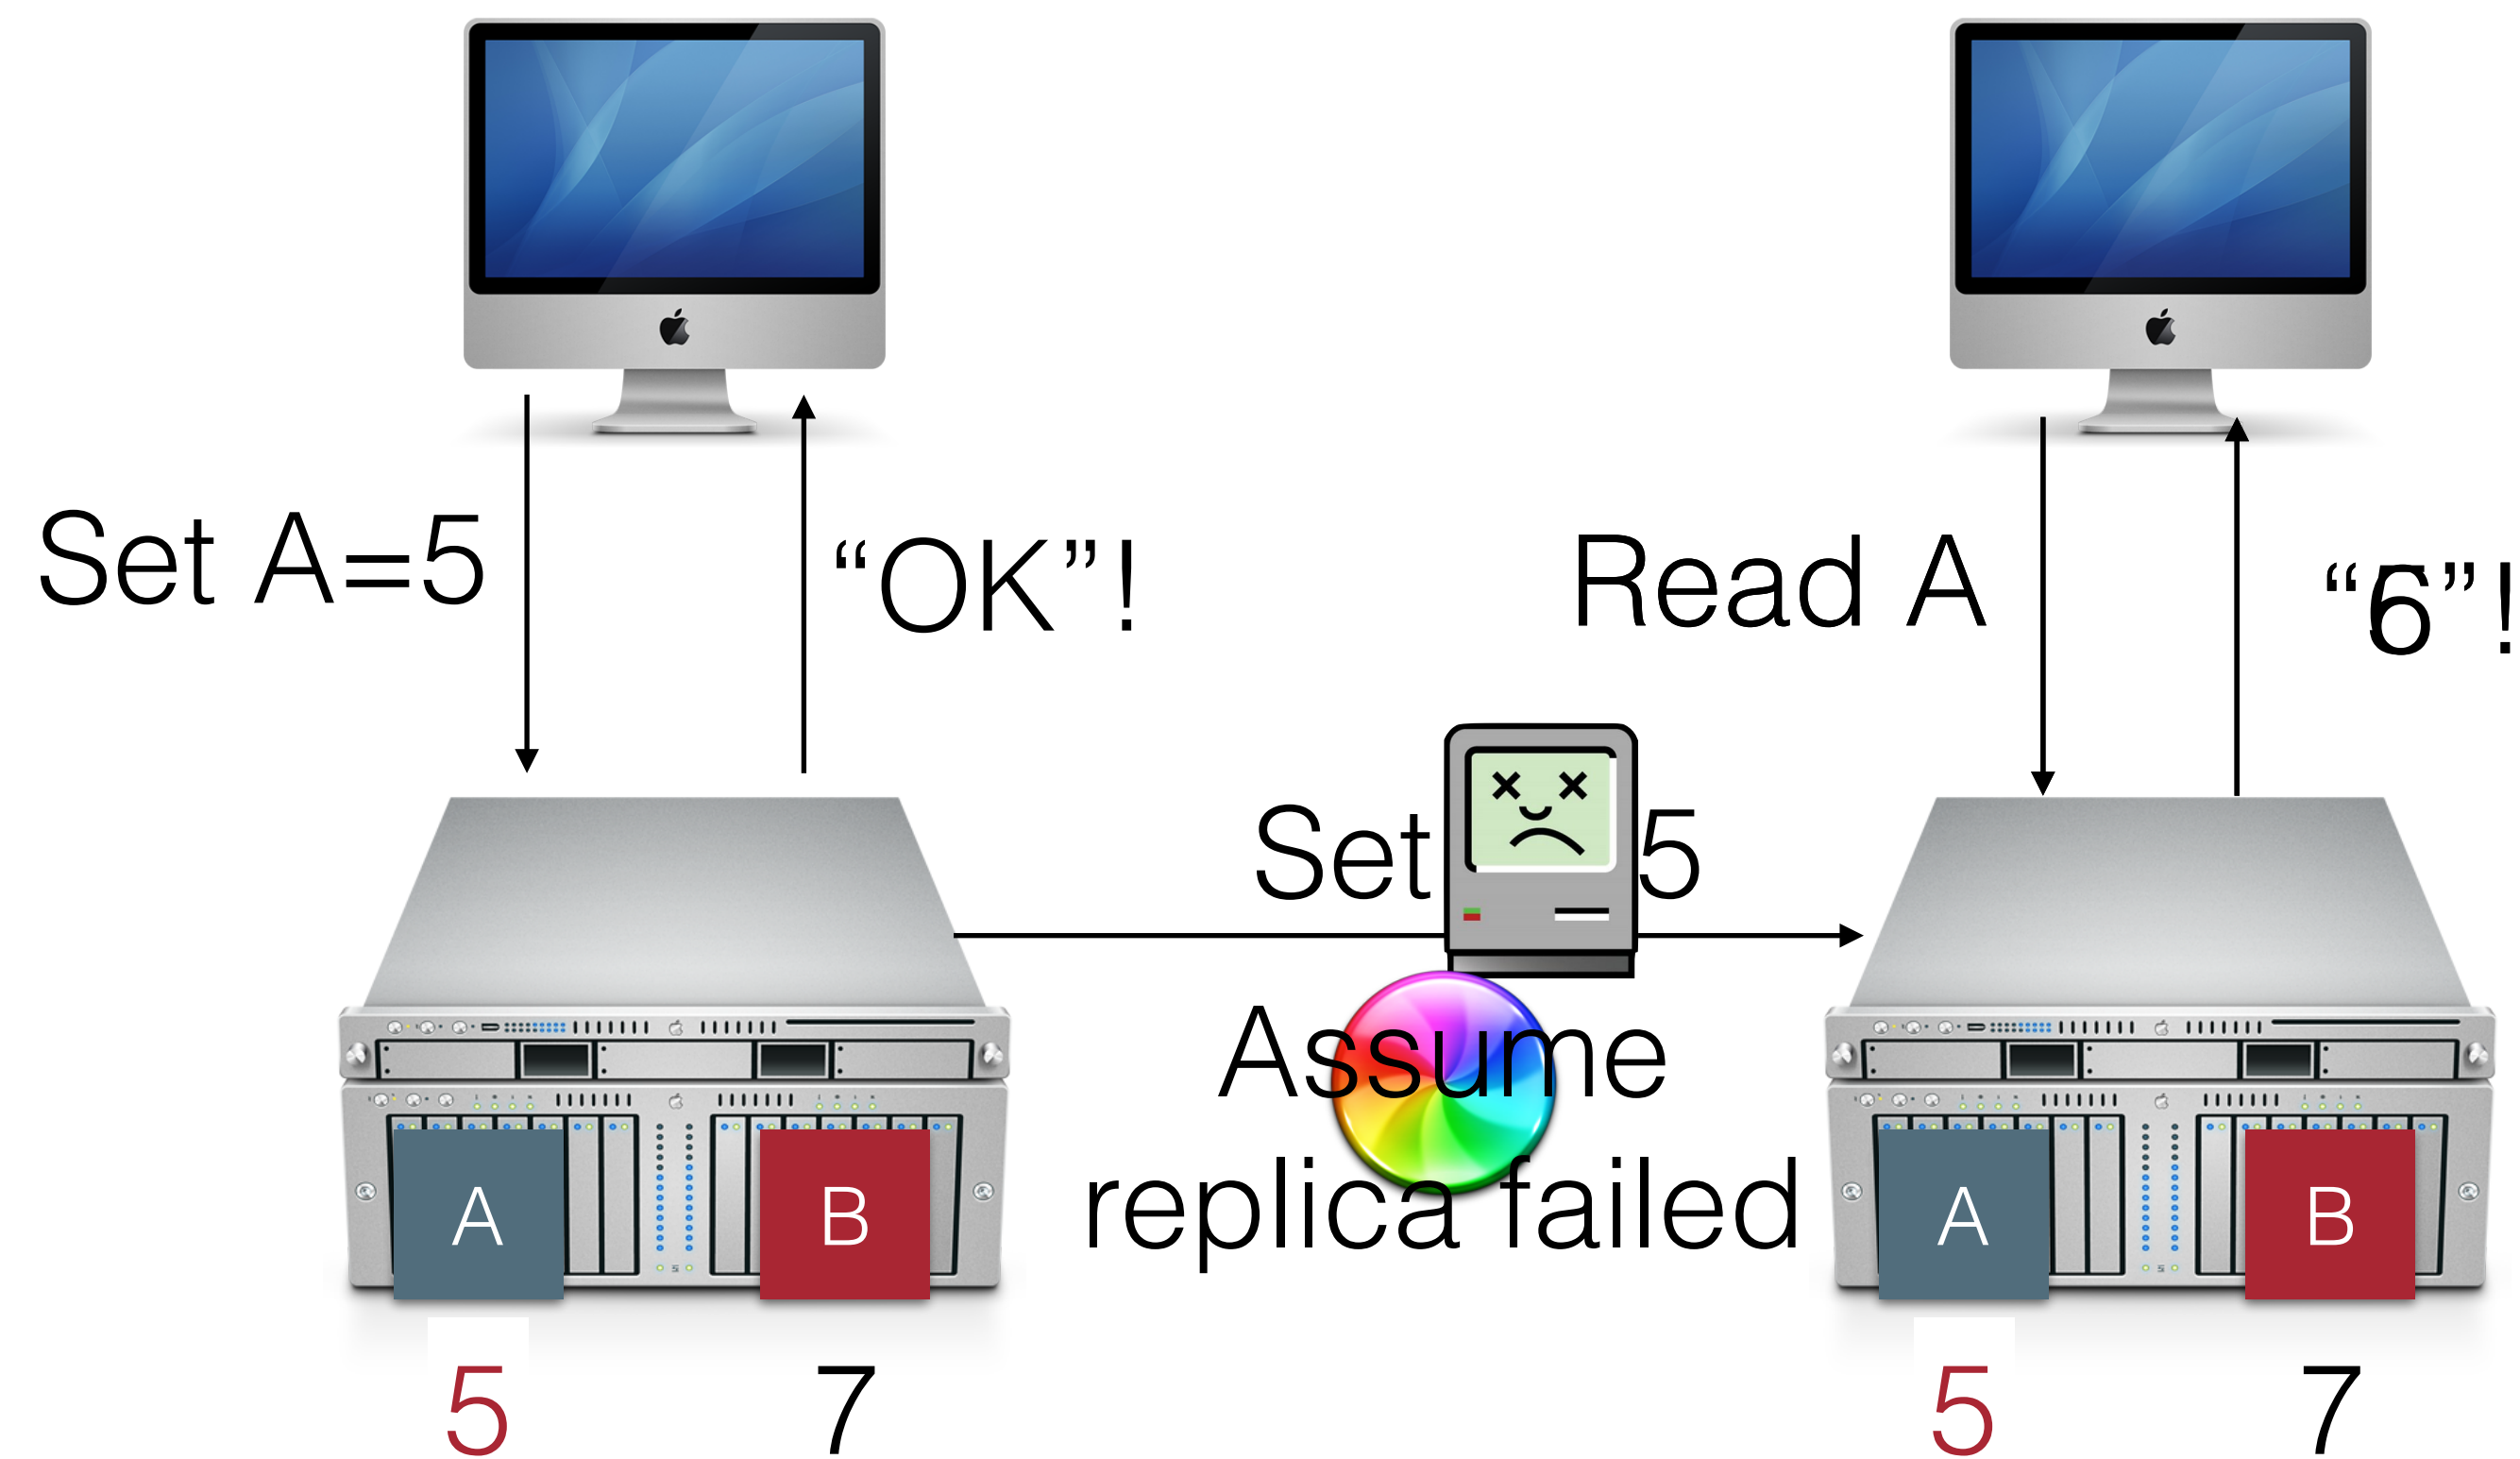 Set A=5
“OK”!
Read A
“6”!
Set 5
Assume
replica failed
A
B
A
B
5
7
5
7